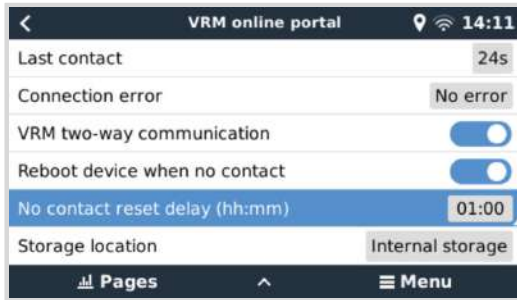 VRM online portal 14:11
Last contact 24s
Connection error No error
VRM two-way communication
Reboot device when no contact
No contact reset delay (hh:mm) 01:00
Storage location Internal storage
Pages Menu